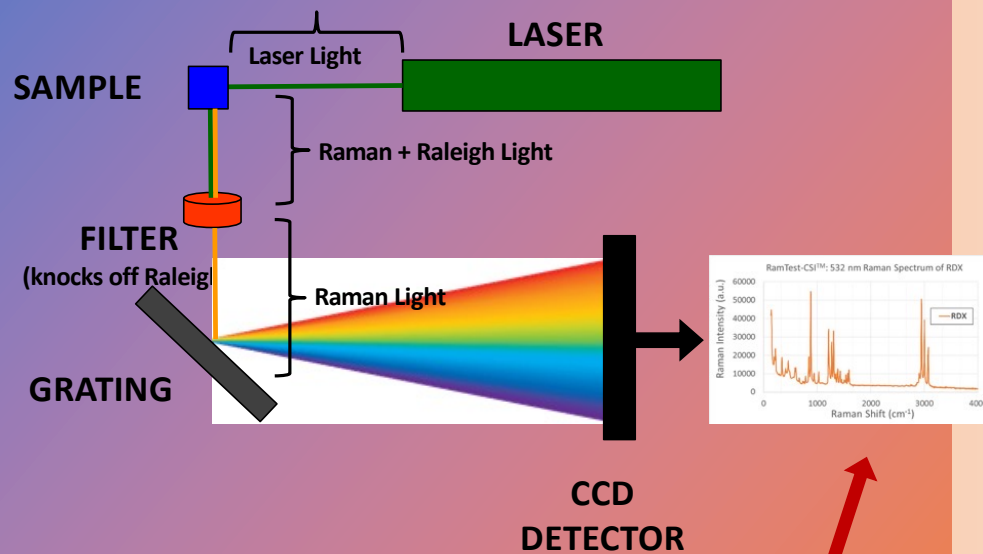 LASER
Laser Light
SAMPLE
Raman + Raleigh Light
FILTER
(knocks off Raleigh
Raman Light
GRATING
CCD
DETECTOR
RamTest-CSI™: 532 nm Raman Spectrum of RDX
Raman Intensity (a.u.)
60000
50000
40000
30000
20000
10000
0
RDX
0
1000
2000
3000
400
Raman Shift (cm⁻¹)